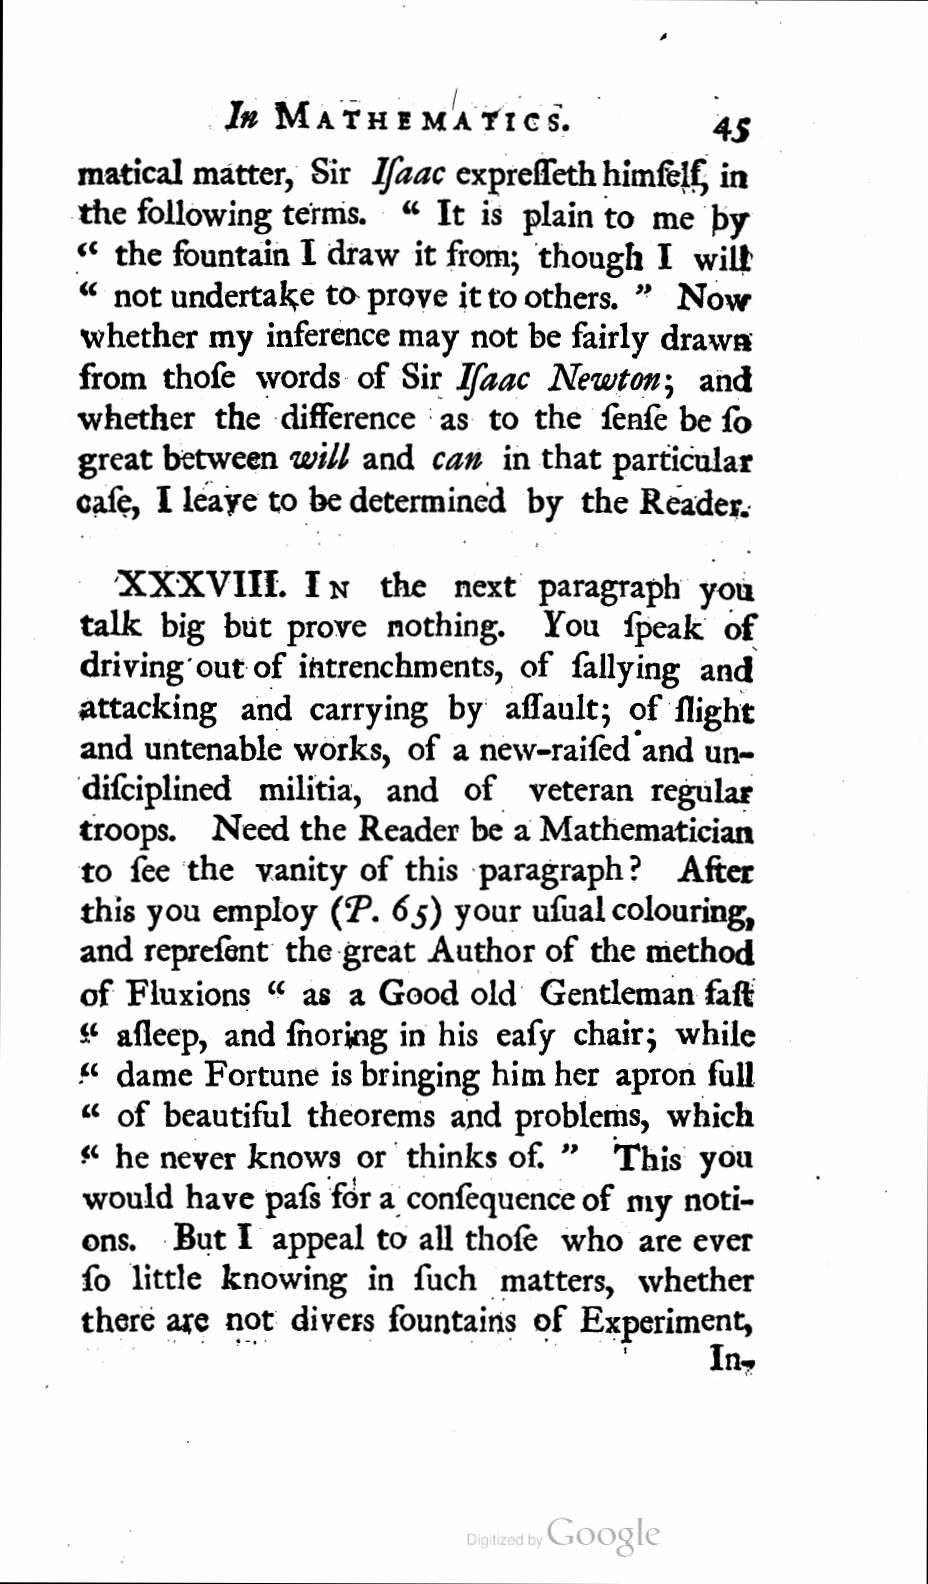 In MATHEMATICS. 45
matical matter, Sir Iſaac expreſſeth himſelf, in
the following terms. “ It is plain to me by
“ the fountain I draw it from; though I will
“ not undertake to prove it to others. ” Now
whether my inference may not be fairly drawn
from thoſe words of Sir Iſaac Newton; and
whether the difference as to the ſenſe be ſo
great between will and can in that particular
caſe, I leave to be determined by the Reader.
XXXVIII. IN the next paragraph you
talk big but prove nothing. You ſpeak of
driving out of intrenchments, of ſallying and
attacking and carrying by aſſault; of ſlight
and untenable works, of a new-raiſed and un-
diſciplined militia, and of veteran regular
troops. Need the Reader be a Mathematician
to ſee the vanity of this paragraph? After
this you employ (P. 65) your uſual colouring,
and repreſent the great Author of the method
of Fluxions “ as a Good old Gentleman faſt
“ aſleep, and ſnoring in his eaſy chair; while
“ dame Fortune is bringing him her apron full
“ of beautiful theorems and problems, which
“ he never knows or thinks of. ” This you
would have paſs for a conſequence of my noti-
ons. But I appeal to all thoſe who are ever
ſo little knowing in ſuch matters, whether
there are not divers fountains of Experiment,
In-
Digitized by Google